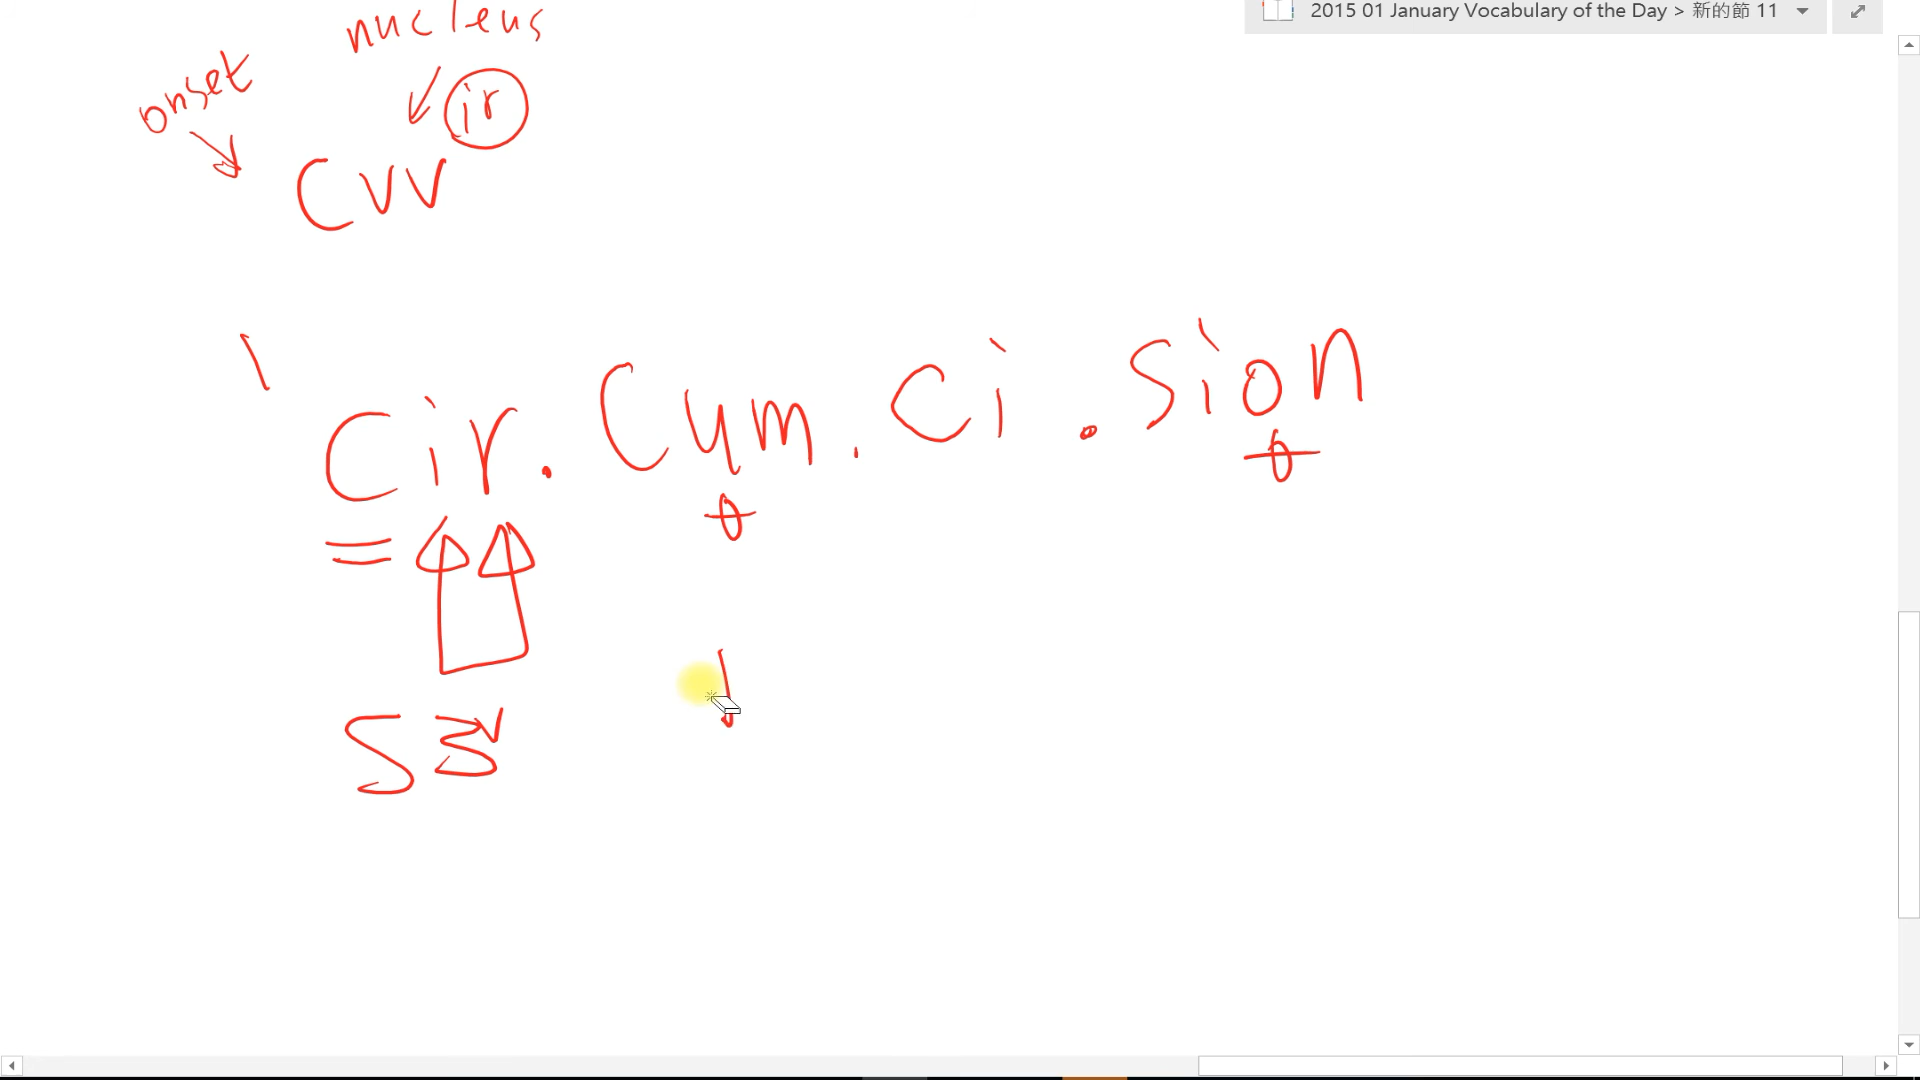 2015 01 January Vocabulary of the Day > 新的節 11
nucleus
onset
ir
Cvv
Cir. Cum. Ci. Sion
S ɝ